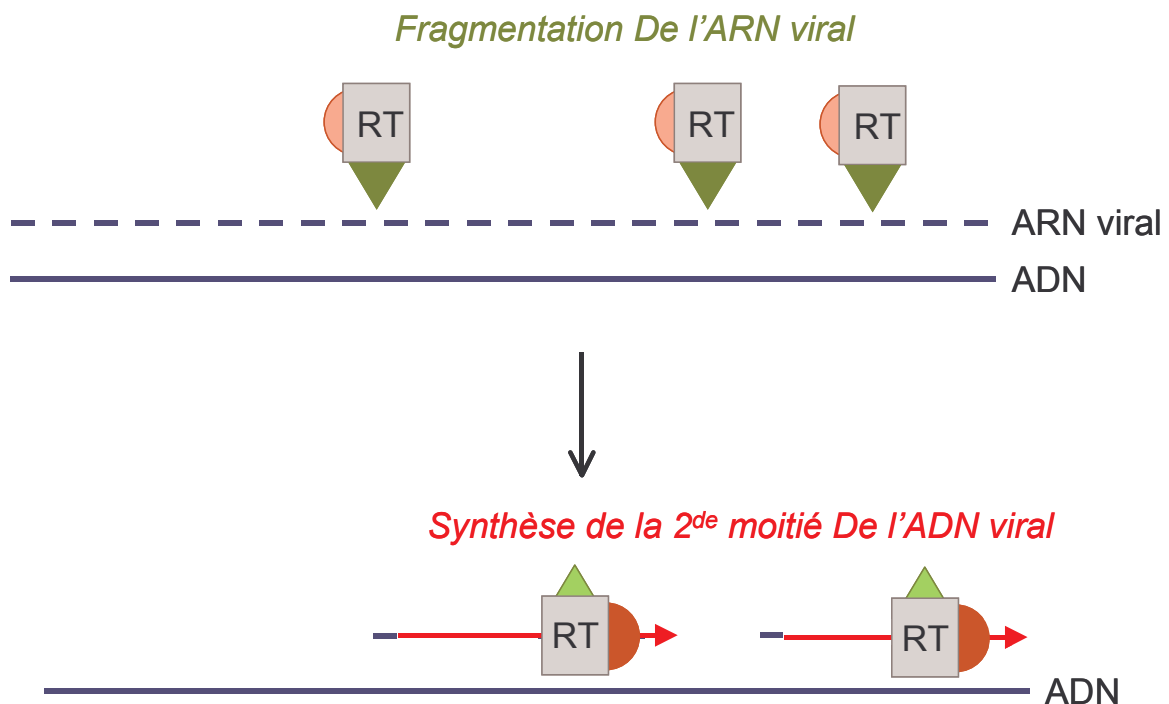 Fragmentation De l’ARN viral
RT RT RT
ARN viral
ADN
Synthèse de la 2de moitié De l’ADN viral
RT RT
ADN